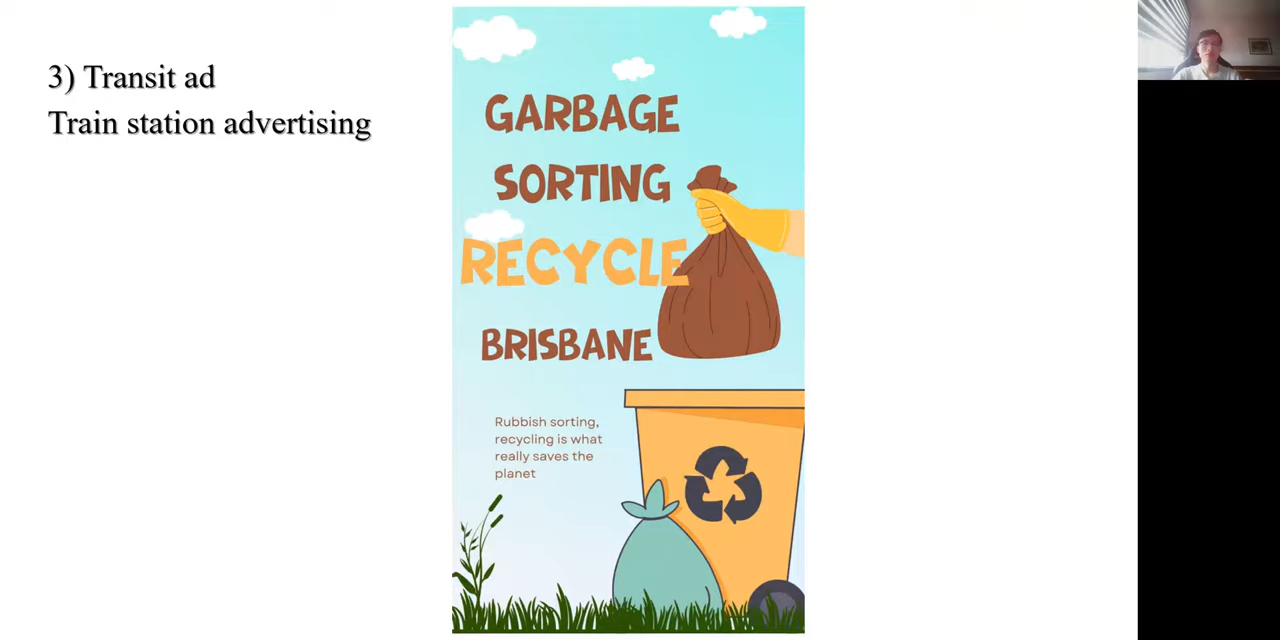 3) Transit ad
Train station advertising
GARBAGE
SORTING
RECYCLE
BRISBANE
Rubbish sorting,
recycling is what
really saves the
planet